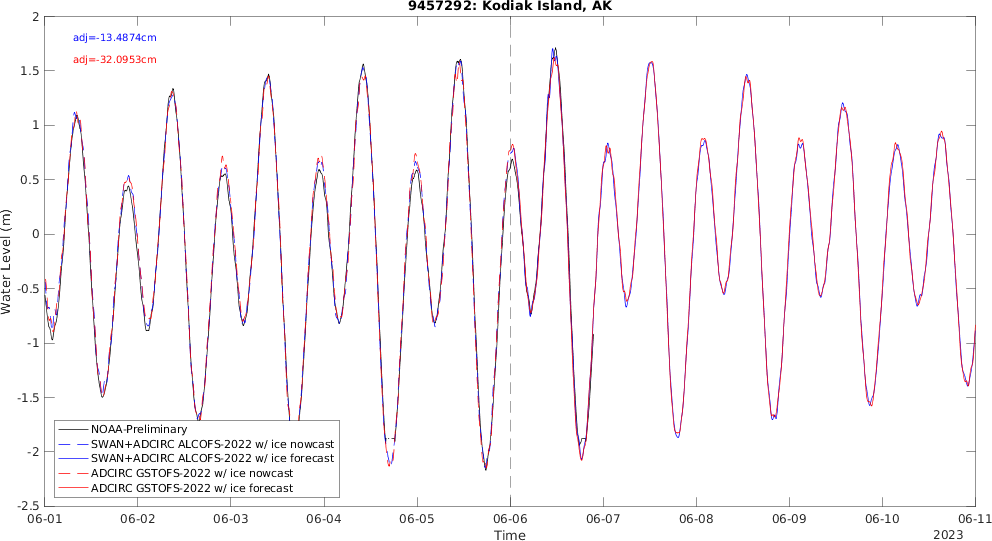 9457292: Kodiak Island, AK
2
adj=-13.4874cm
adj=-32.0953cm
1.5
1
0.5
0
-0.5
-1
-1.5
-2
-2.5
Water Level (m)
NOAA-Preliminary
SWAN+ADCIRC ALCOFS-2022 w/ ice nowcast
SWAN+ADCIRC ALCOFS-2022 w/ ice forecast
ADCIRC GSTOFS-2022 w/ ice nowcast
ADCIRC GSTOFS-2022 w/ ice forecast
06-01 06-02 06-03 06-04 06-05 06-06 06-07 06-08 06-09 06-10 06-11
Time
2023